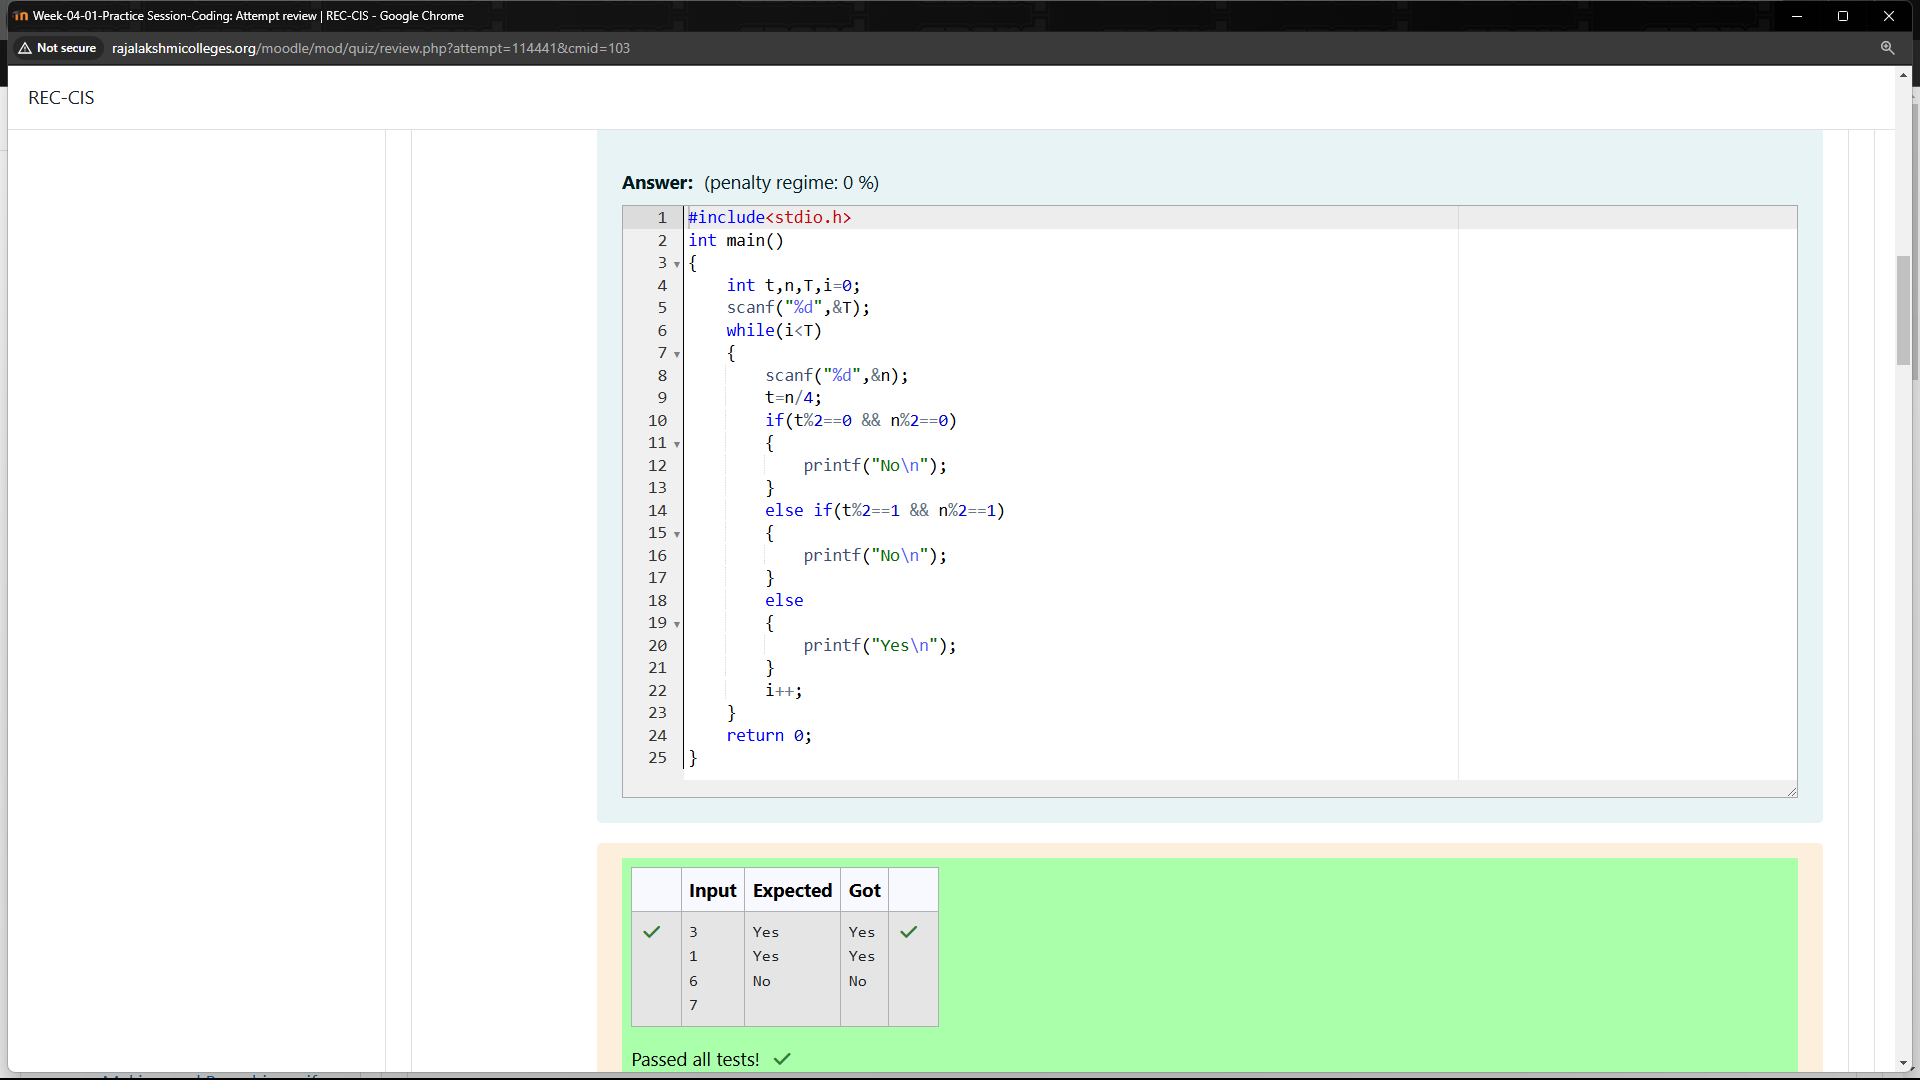 Week-04-01-Practice Session-Coding: Attempt review | REC-CIS - Google Chrome
Not secure rajalakshmicolleges.org/moodle/mod/quiz/review.php?attempt=114441&cmid=103
REC-CIS
Answer: (penalty regime: 0 %)
1 #include<stdio.h>
2 int main()
3 {
4 int t,n,T,i=0;
5 scanf("%d",&T);
6 while(i<T)
7 {
8 scanf("%d",&n);
9 t=n/4;
10 if(t%2==0 && n%2==0)
11 {
12 printf("No\n");
13 }
14 else if(t%2==1 && n%2==1)
15 {
16 printf("No\n");
17 }
18 else
19 {
20 printf("Yes\n");
21 }
22 i++;
23 }
24 return 0;
25 }
Input Expected Got
3 Yes Yes
1 Yes Yes
6 No No
7
Passed all tests!